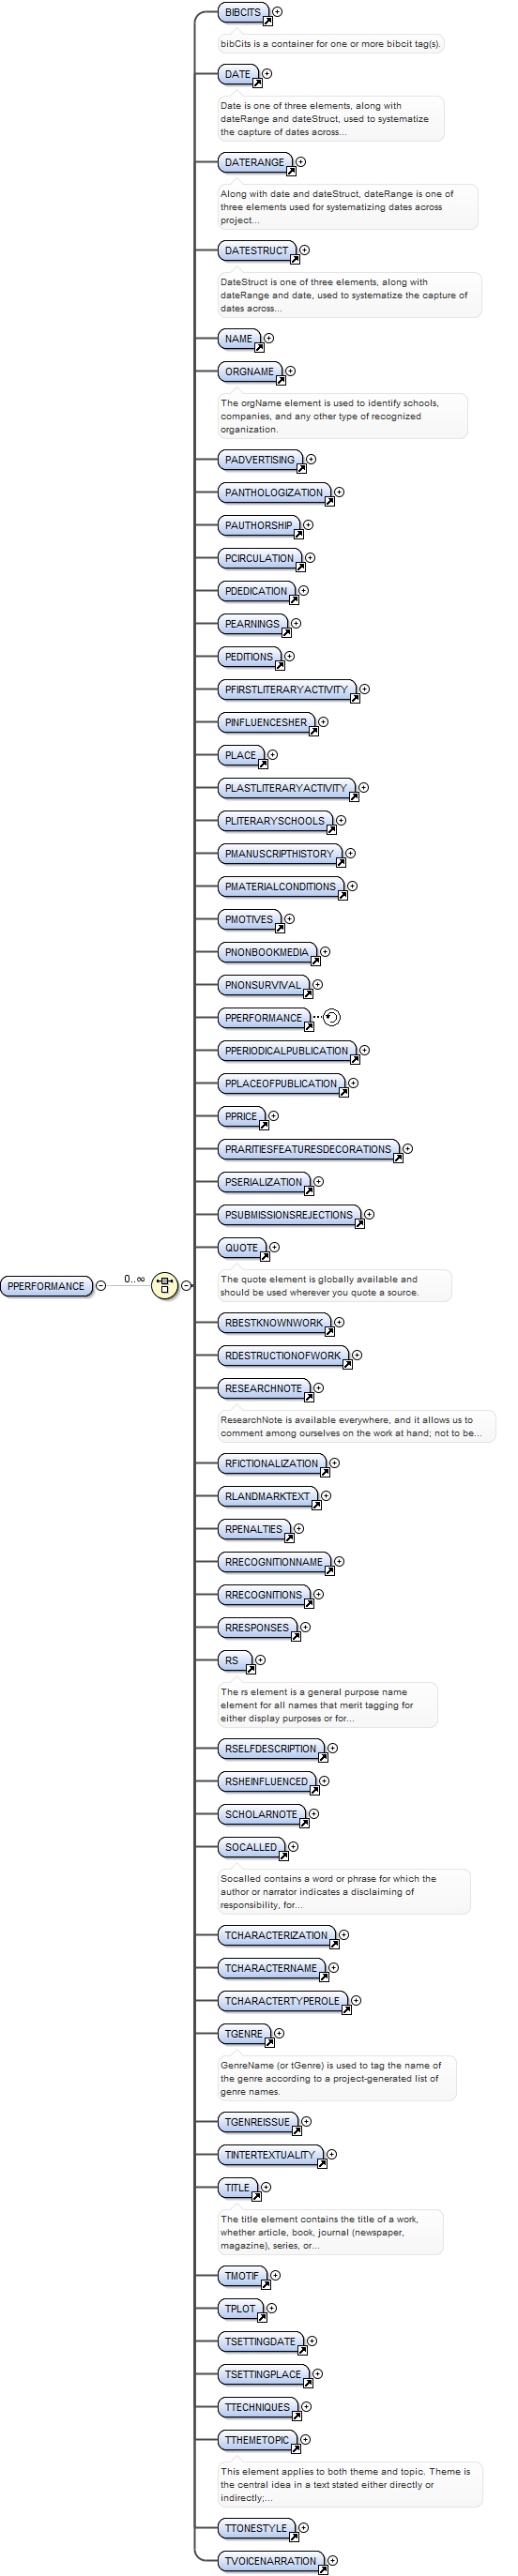 BIBCITS
bibCits is a container for one or more bibcit tag(s).
DATE
Date is one of three elements, along with
dateRange and dateStruct, used to systematize
the capture of dates across...
DATERANGE
Along with date and dateStruct, dateRange is one of
three elements used for systematizing dates across
project...
DATESTRUCT
DateStruct is one of three elements, along with
dateRange and date, used to systematize the capture of
dates across...
NAME
ORGNAME
The orgName element is used to identify schools,
companies, and any other type of recognized
organization.
PADVERTISING
PANTHOLOGIZATION
PAUTHORSHIP
PCIRCULATION
PDEDICATION
PEARNINGS
PEDITIONS
PFIRSTLITERARYACTIVITY
PINFLUENCESHER
PLACE
PLASTLITERARYACTIVITY
PLITERARYSCHOOLS
PMANUSCRIPTHISTORY
PMATERIALCONDITIONS
PMOTIVES
PNONBOOKMEDIA
PNONSURVIVAL
PPERFORMANCE
PPERIODICALPUBLICATION
PPLACEOFPUBLICATION
PPRICE
PRARITIESFEATURESDECORATIONS
PSERIALIZATION
PSUBMISSIONSREJECTIONS
QUOTE
The quote element is globally available and
should be used wherever you quote a source.
PPERFORMANCE 0..∞
RBESTKNOWNWORK
RDESTRUCTIONOFWORK
RESEARCHNOTE
ResearchNote is available everywhere, and it allows us to
comment among ourselves on the work at hand; not to be...
RFICTIONALIZATION
RLANDMARKTEXT
RPENALTIES
RRECOGNITIONNAME
RRECOGNITIONS
RRESPONSES
RS
The rs element is a general purpose name
element for all names that merit tagging for
either display purposes or for...
RSELFDESCRIPTION
RSHEINFLUENCED
SCHOLARNOTE
SOCALLED
Socalled contains a word or phrase for which the
author or narrator indicates a disclaiming of
responsibility, for...
TCHARACTERIZATION
TCHARACTERNAME
TCHARACTERTYPEROLE
TGENRE
GenreName (or tGenre) is used to tag the name of
the genre according to a project-generated list of
genre names.
TGENREISSUE
TINTERTEXTUALITY
TITLE
The title element contains the title of a work,
whether article, book, journal (newspaper,
magazine), series, or...
TMOTIF
TPLOT
TSETTINGDATE
TSETTINGPLACE
TTECHNIQUES
TTHEMETOPIC
This element applies to both theme and topic. Theme is
the central idea in a text stated either directly or
indirectly;...
TTONESTYLE
TVOICENARRATION